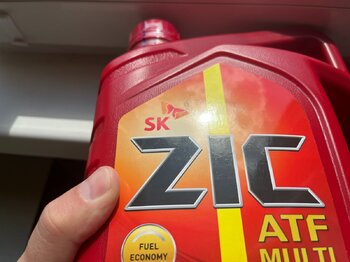 SK
ZIC
ATF
MULTI
FUEL
ECONOMY